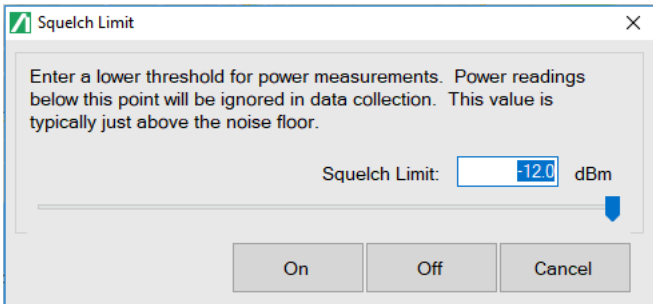 Squelch Limit
Enter a lower threshold for power measurements. Power readings
below this point will be ignored in data collection. This value is
typically just above the noise floor.
Squelch Limit: -12.0 dBm
On Off Cancel